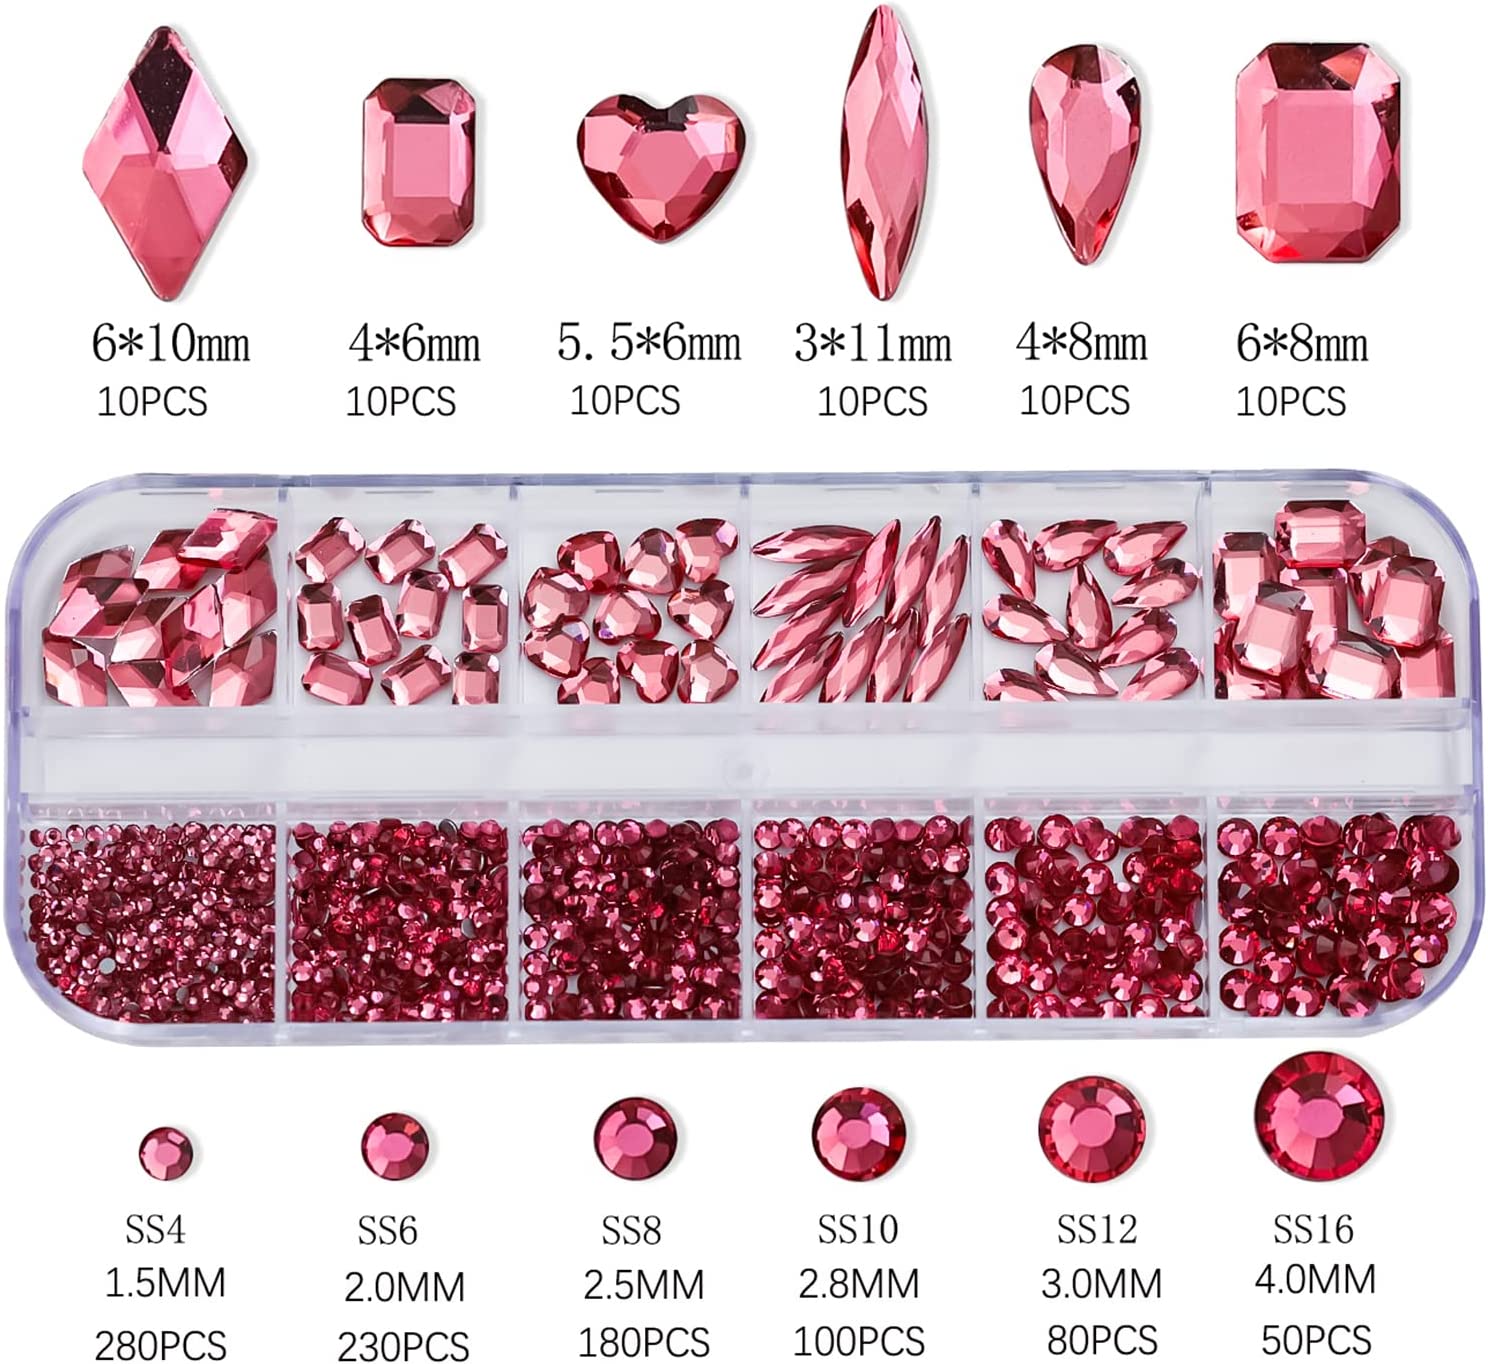 6*10mm 4*6mm 5.5*6mm 3*11mm 4*8mm 6*8mm
10PCS 10PCS 10PCS 10PCS 10PCS 10PCS
SS4 SS6 SS8 SS10 SS12 SS16
1.5MM 2.0MM 2.5MM 2.8MM 3.0MM 4.0MM
280PCS 230PCS 180PCS 100PCS 80PCS 50PCS